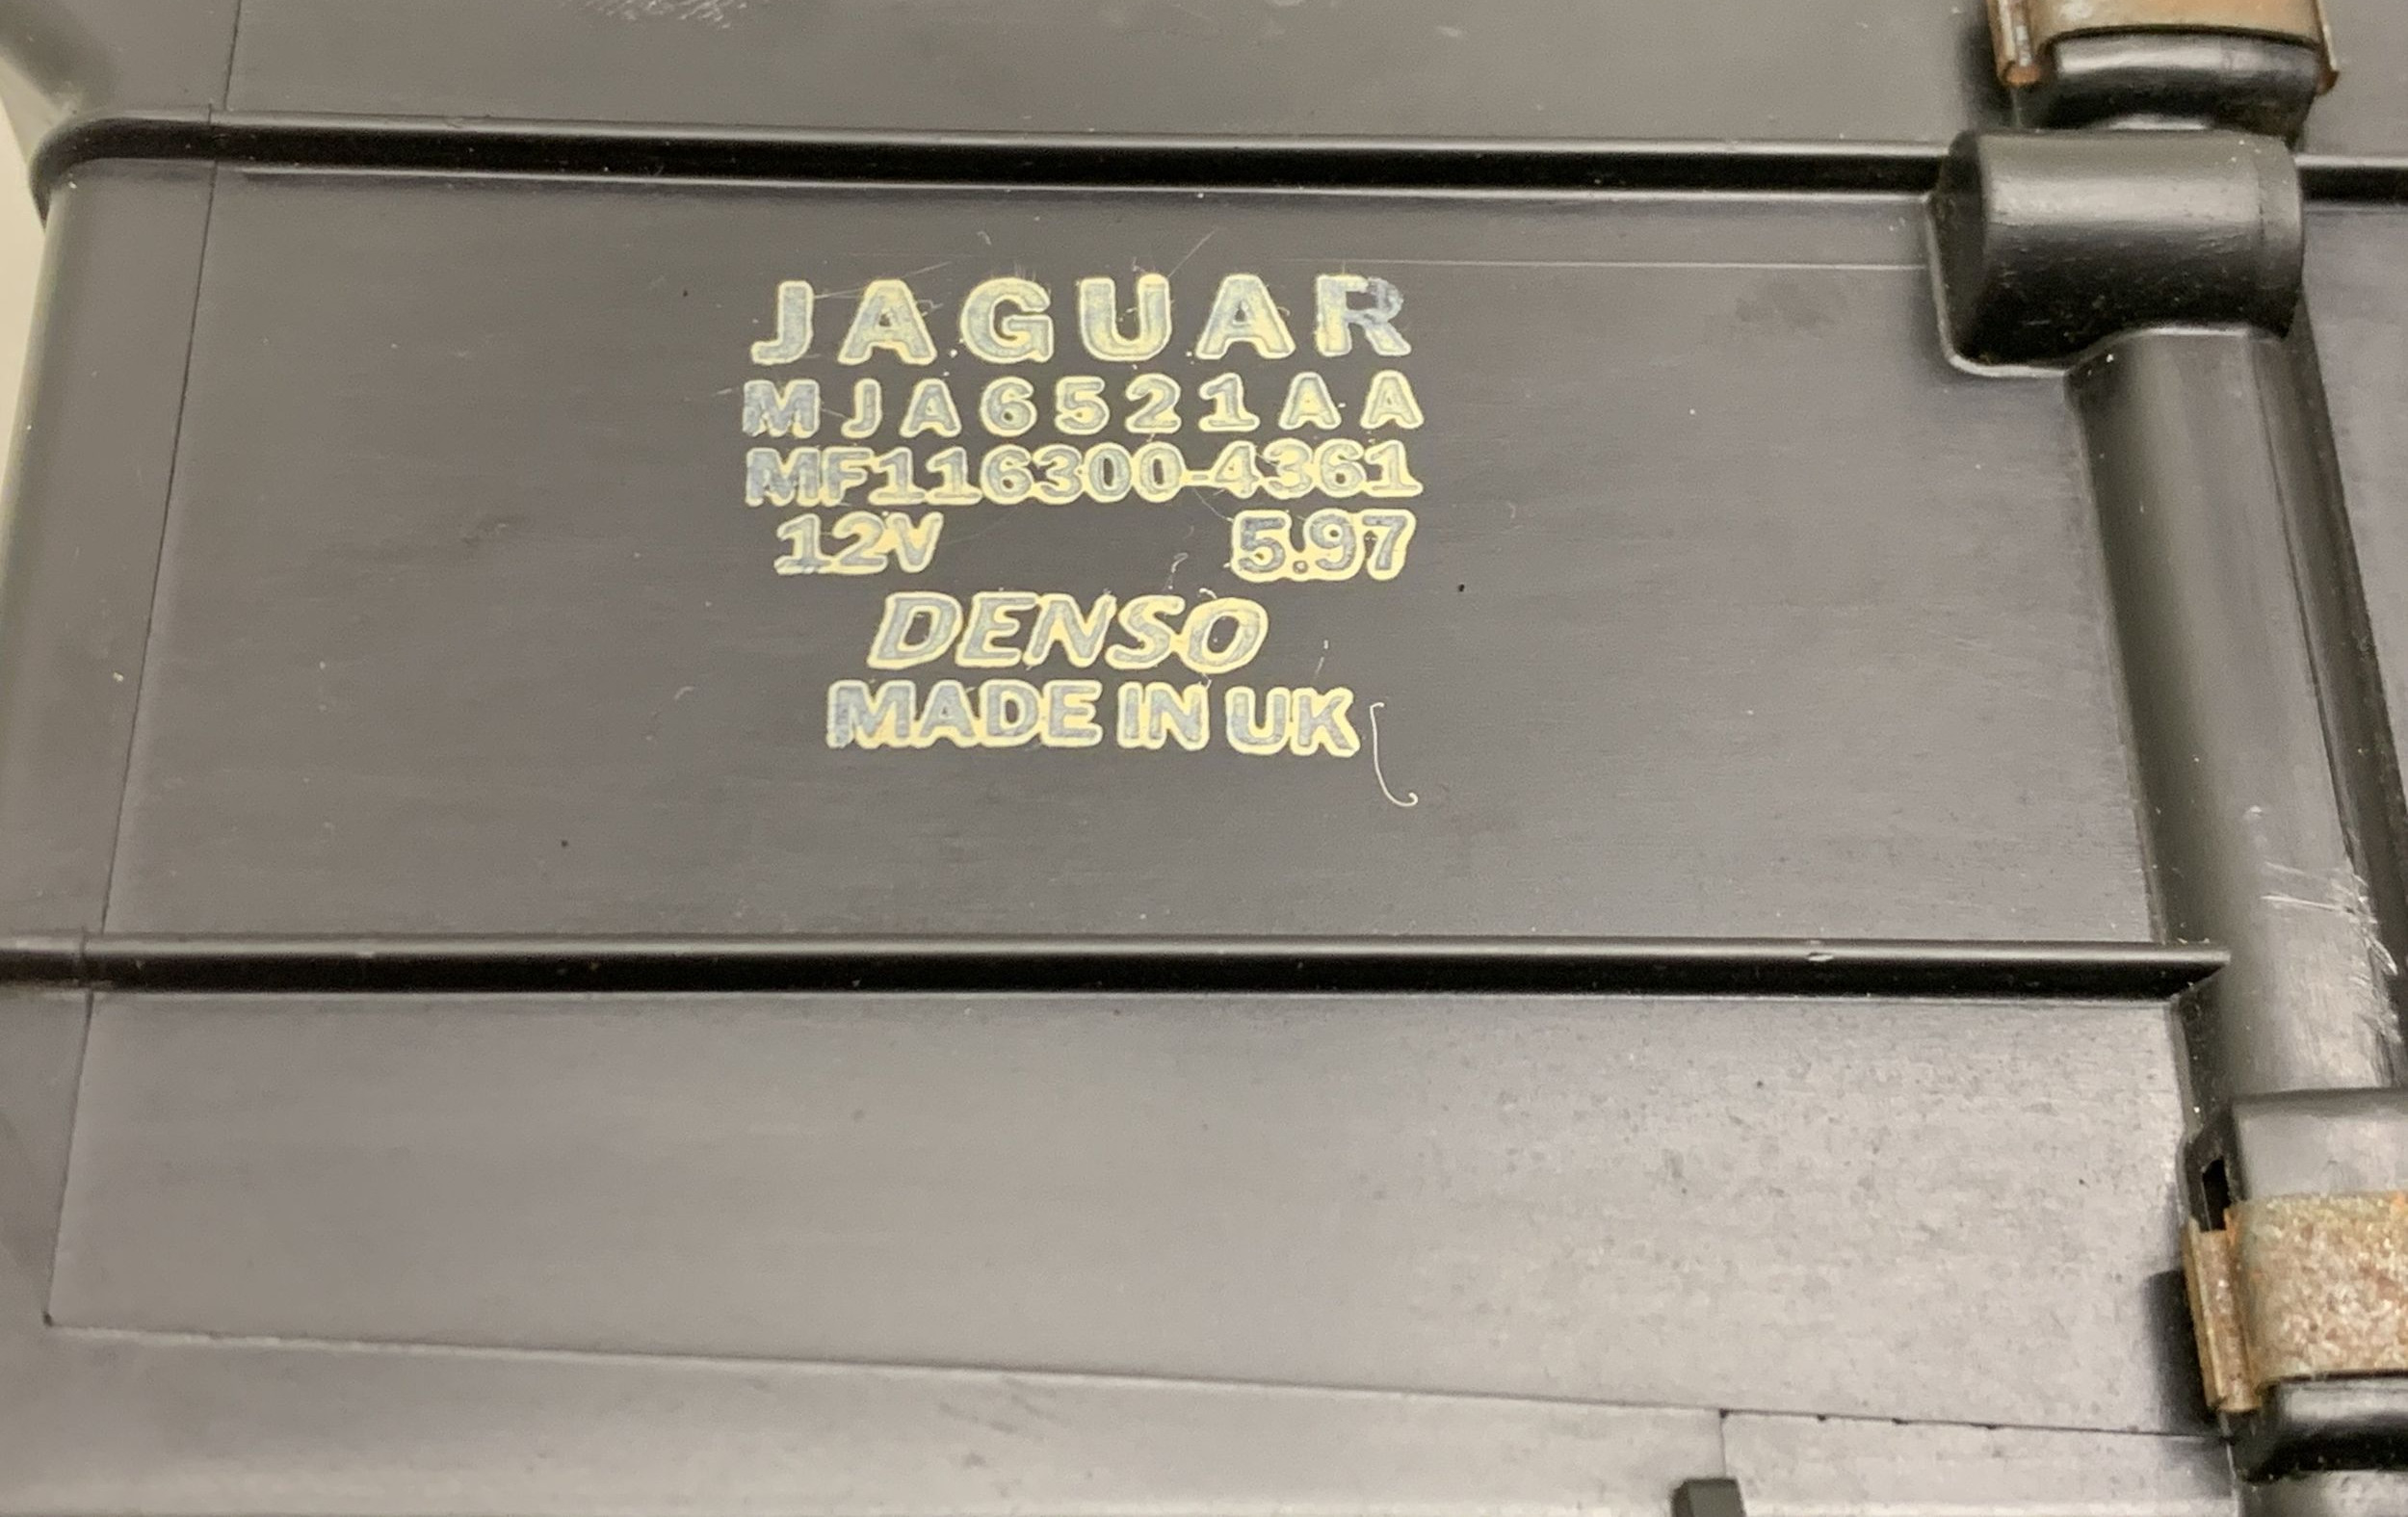 JAGUAR
MJA6521AA
MF116300-4361
12V 5.97
DENSO
MADE IN UK